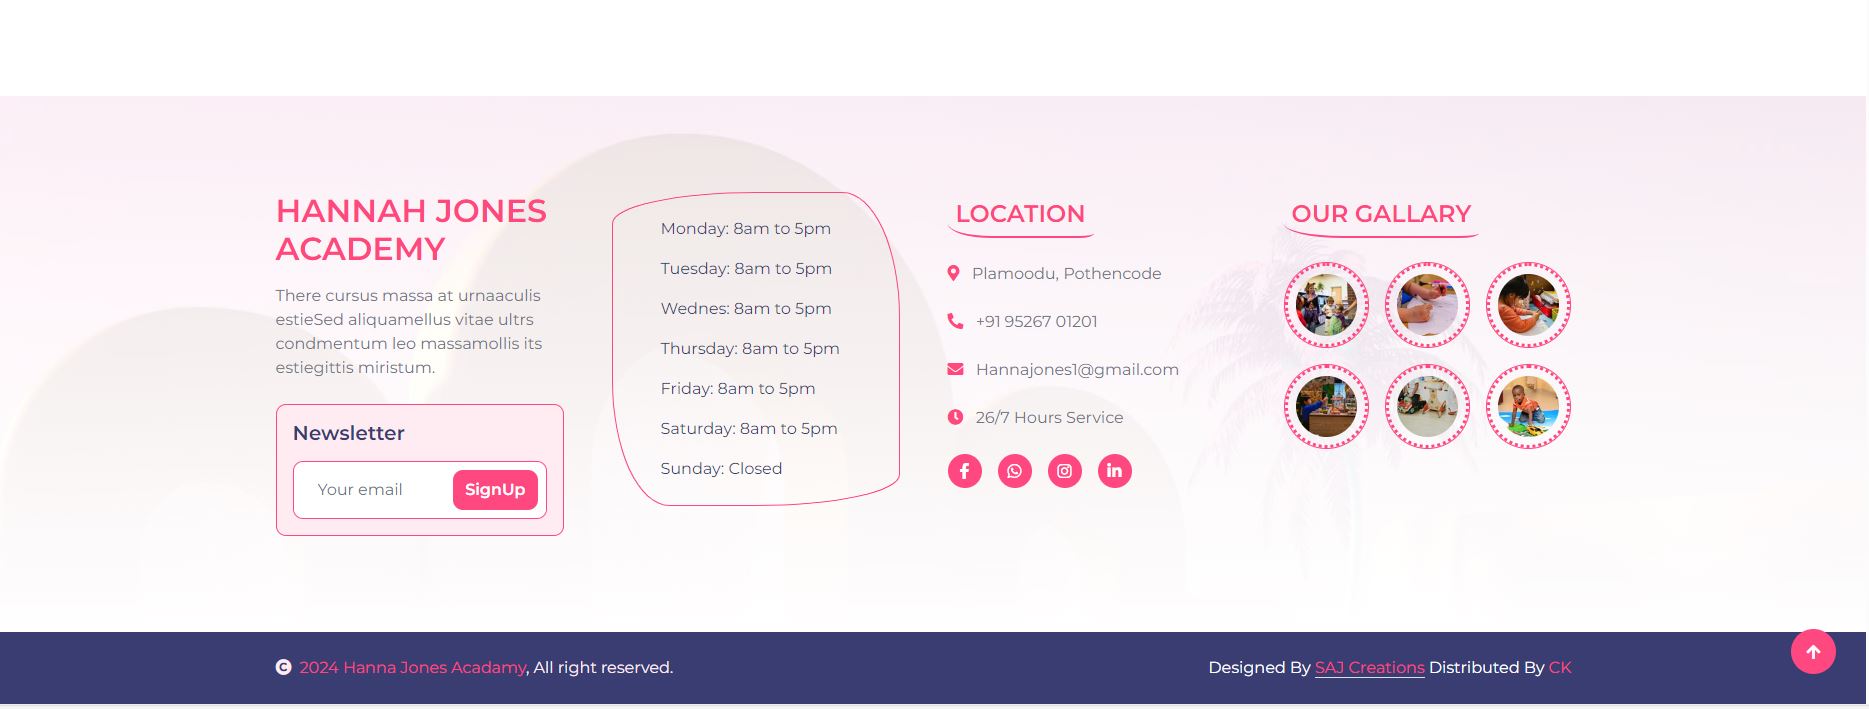 HANNAH JONES
ACADEMY
There cursus massa at urnaaculis
estieSed aliquamellus vitae ultrs
condmentum leo massamollis its
estiegittis miristum.
Newsletter
Your email
SignUp
Monday: 8am to 5pm
Tuesday: 8am to 5pm
Wednes: 8am to 5pm
Thursday: 8am to 5pm
Friday: 8am to 5pm
Saturday: 8am to 5pm
Sunday: Closed
LOCATION
Plamoodu, Pothencode
+91 95267 01201
Hannajones1@gmail.com
26/7 Hours Service
OUR GALLARY
2024 Hanna Jones Acadamy, All right reserved.
Designed By SAJ Creations Distributed By CK